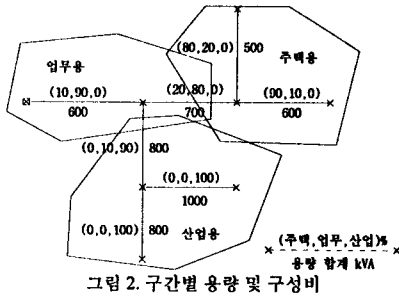 (80,20,0) 500
업무용
주택용
(10,90,0) (20,80,0) (90,10,0)
600 700 600
(0,10,90) 800
(0,0,100)
1000
(0,0,100) 800
산업용
(주택,업무,산업)%
용량 합계 kVA
그림 2. 구간별 용량 및 구성비